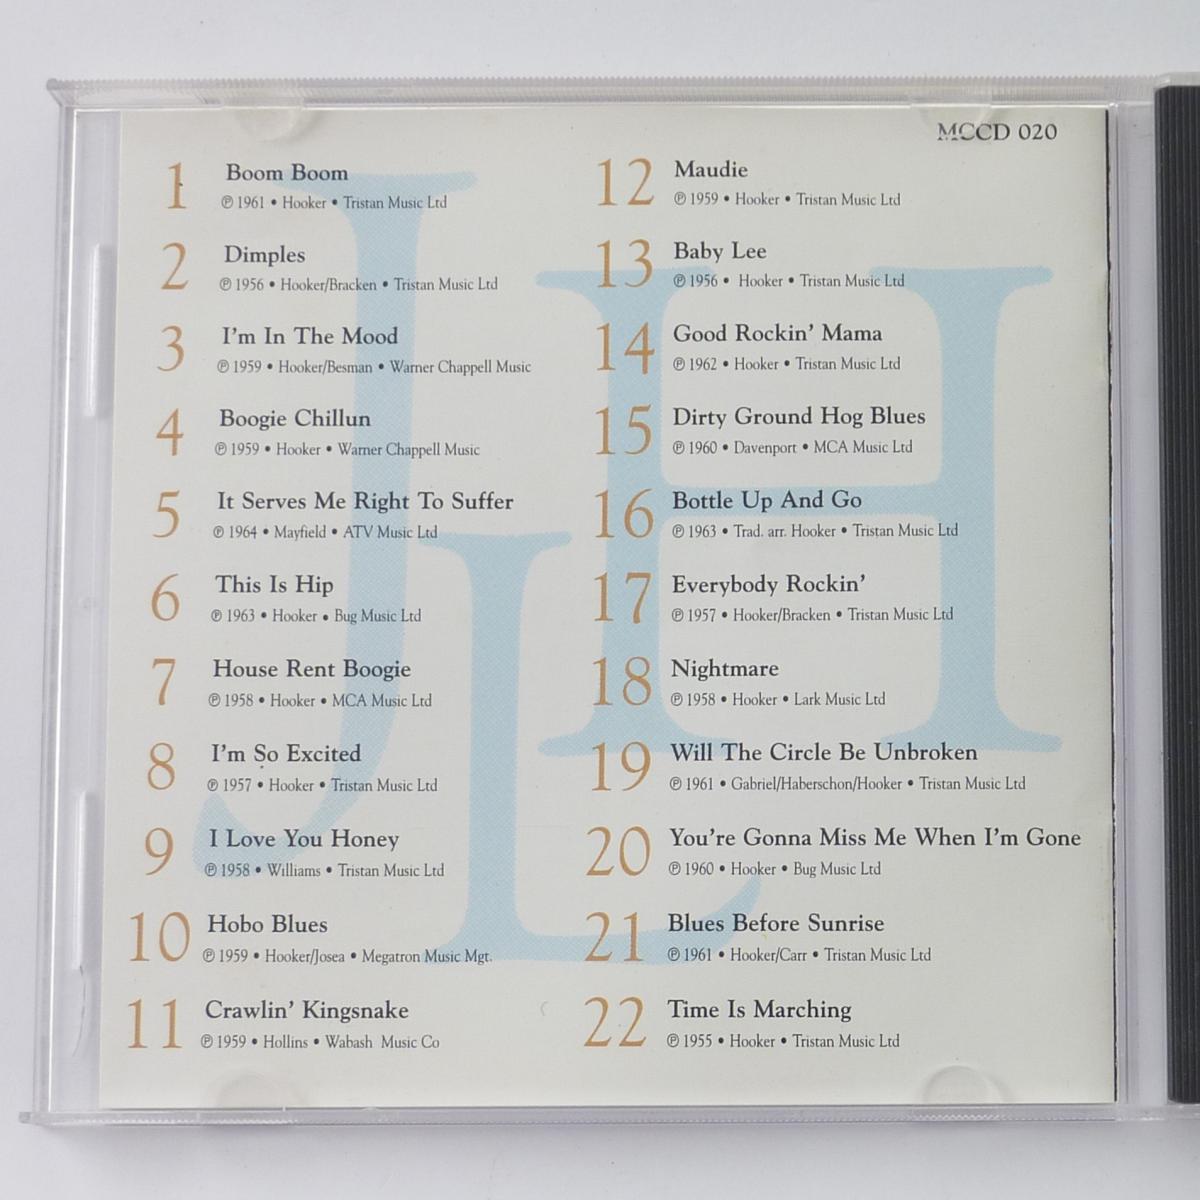 MCCD 020
1 Boom Boom
℗ 1961 • Hooker • Tristan Music Ltd
2 Dimples
℗ 1956 • Hooker/Bracken • Tristan Music Ltd
3 I'm In The Mood
℗ 1959 • Hooker/Besman • Warner Chappell Music
4 Boogie Chillun
℗ 1959 • Hooker • Warner Chappell Music
5 It Serves Me Right To Suffer
℗ 1964 • Mayfield • ATV Music Ltd
6 This Is Hip
℗ 1963 • Hooker • Bug Music Ltd
7 House Rent Boogie
℗ 1958 • Hooker • MCA Music Ltd
8 I'm So Excited
℗ 1957 • Hooker • Tristan Music Ltd
9 I Love You Honey
℗ 1958 • Williams • Tristan Music Ltd
10 Hobo Blues
℗ 1959 • Hooker/Josea • Megatron Music Mgt.
11 Crawlin' Kingsnake
℗ 1959 • Hollins • Wabash Music Co
12 Maudie
℗ 1959 • Hooker • Tristan Music Ltd
13 Baby Lee
℗ 1956 • Hooker • Tristan Music Ltd
14 Good Rockin' Mama
℗ 1962 • Hooker • Tristan Music Ltd
15 Dirty Ground Hog Blues
℗ 1960 • Davenport • MCA Music Ltd
16 Bottle Up And Go
℗ 1963 • Trad. arr. Hooker • Tristan Music Ltd
17 Everybody Rockin'
℗ 1957 • Hooker/Bracken • Tristan Music Ltd
18 Nightmare
℗ 1958 • Hooker • Lark Music Ltd
19 Will The Circle Be Unbroken
℗ 1961 • Gabriel/Haberschon/Hooker • Tristan Music Ltd
20 You're Gonna Miss Me When I'm Gone
℗ 1960 • Hooker • Bug Music Ltd
21 Blues Before Sunrise
℗ 1961 • Hooker/Carr • Tristan Music Ltd
22 Time Is Marching
℗ 1955 • Hooker • Tristan Music Ltd
JLH